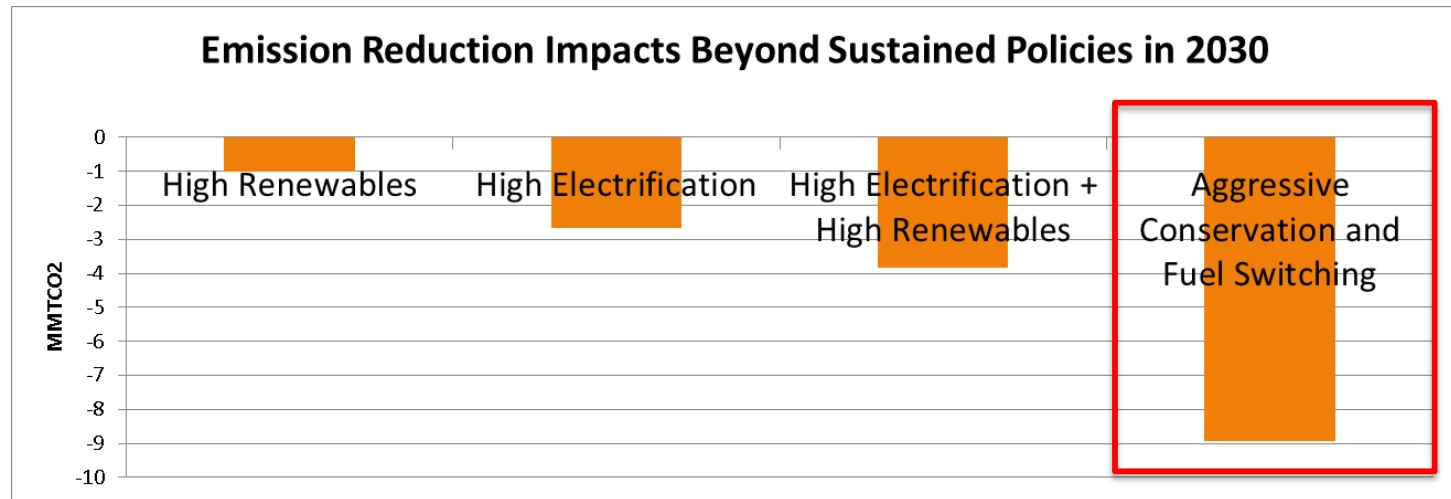 Emission Reduction Impacts Beyond Sustained Policies in 2030
0
-1
-2
-3
-4
-5
-6
-7
-8
-9
-10
MMTCO2
High Renewables
High Electrification
High Electrification +
High Renewables
Aggressive
Conservation and
Fuel Switching